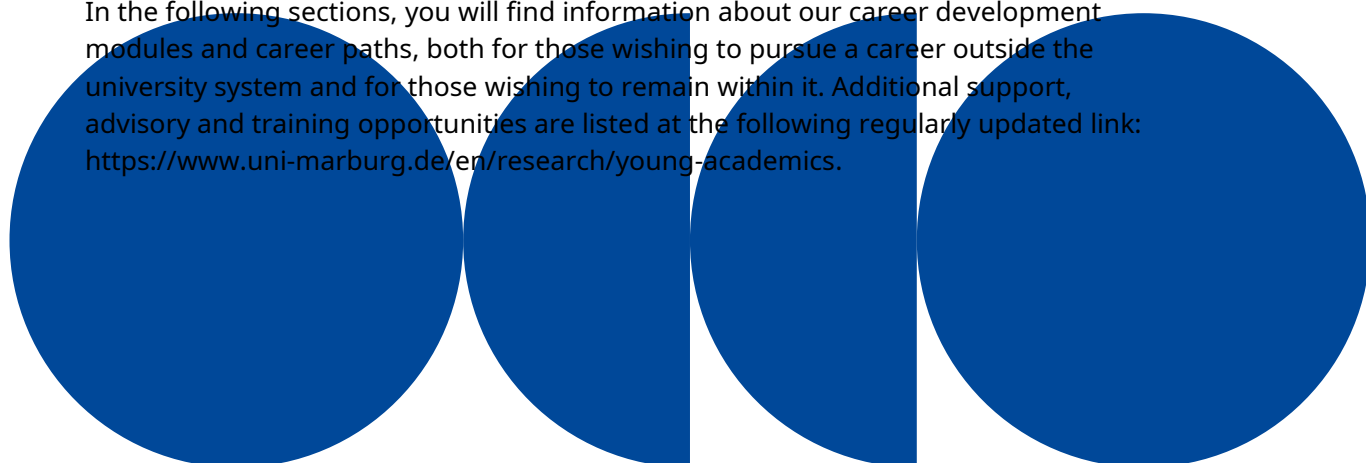 In the following sections, you will find information about our career development
modules and career paths, both for those wishing to pursue a career outside the
university system and for those wishing to remain within it. Additional support,
advisory and training opportunities are listed at the following regularly updated link:
https://www.uni-marburg.de/en/research/young-academics.